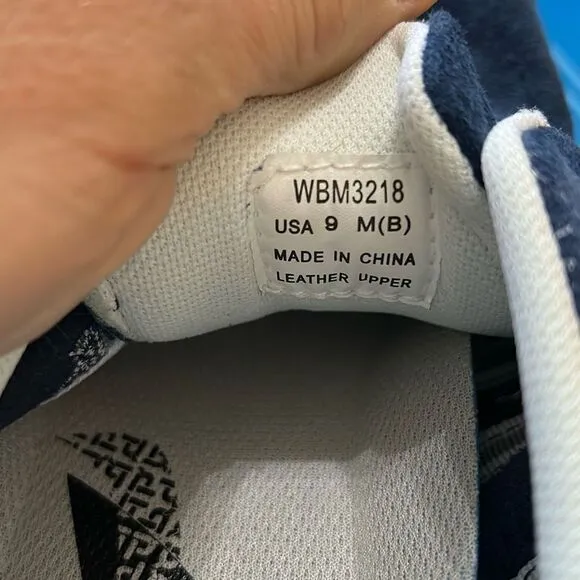 WBM3218
USA 9 M(B)
MADE IN CHINA
LEATHER UPPER